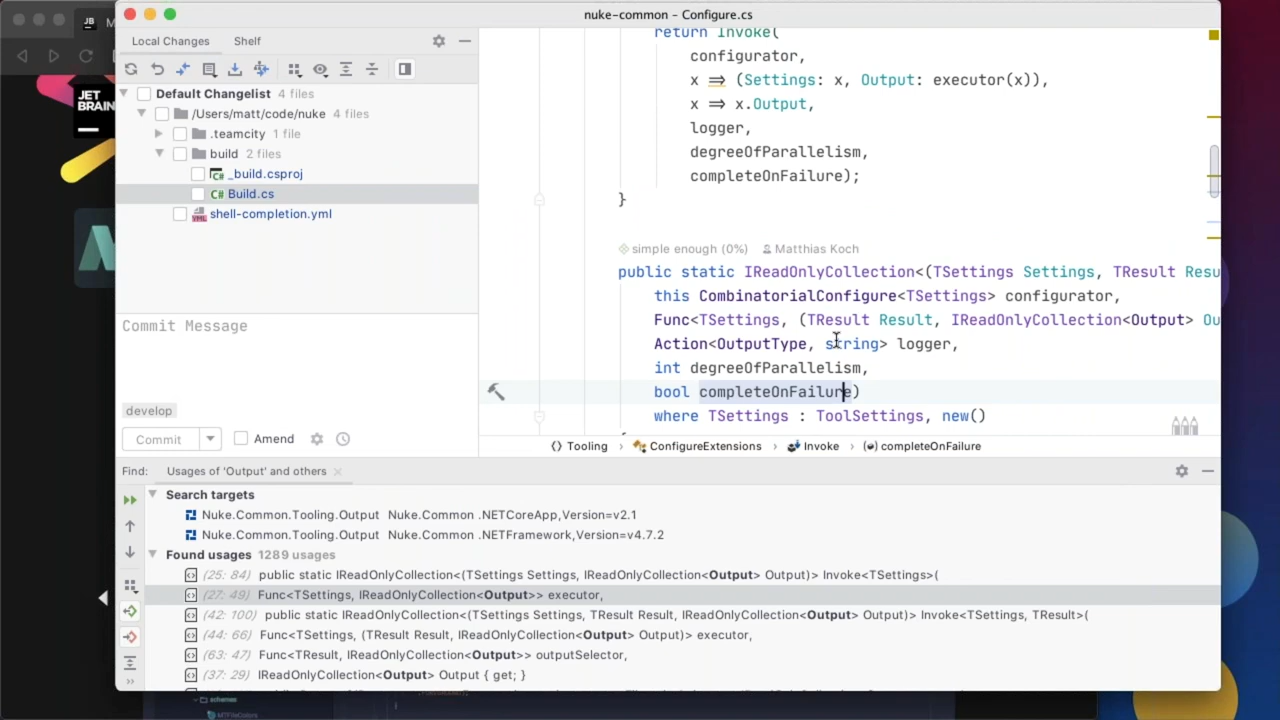 nuke-common – Configure.cs
JB
JET
BRAIN
Local Changes
Shelf
Default Changelist 4 files
/Users/matt/code/nuke 4 files
.teamcity 1 file
build 2 files
_build.csproj
C# Build.cs
shell-completion.yml
Commit Message
develop
Commit
Amend
return Invoke(
configurator,
x => (Settings: x, Output: executor(x)),
x => x.Output,
logger,
degreeOfParallelism,
completeOnFailure);
}
simple enough (0%) Matthias Koch
public static IReadOnlyCollection<(TSettings Settings, TResult Resu
this CombinatorialConfigure<TSettings> configurator,
Func<TSettings, (TResult Result, IReadOnlyCollection<Output> Ou
Action<OutputType, string> logger,
int degreeOfParallelism,
bool completeOnFailure)
where TSettings : ToolSettings, new()
Tooling › ConfigureExtensions › Invoke › completeOnFailure
Find: Usages of 'Output' and others
Search targets
Nuke.Common.Tooling.Output Nuke.Common .NETCoreApp,Version=v2.1
Nuke.Common.Tooling.Output Nuke.Common .NETFramework,Version=v4.7.2
Found usages 1289 usages
(25: 84) public static IReadOnlyCollection<(TSettings Settings, IReadOnlyCollection<Output> Output)> Invoke<TSettings>(
(27: 49) Func<TSettings, IReadOnlyCollection<Output>> executor,
(42: 100) public static IReadOnlyCollection<(TSettings Settings, TResult Result, IReadOnlyCollection<Output> Output)> Invoke<TSettings, TResult>(
(44: 66) Func<TSettings, (TResult Result, IReadOnlyCollection<Output> Output)> executor,
(63: 47) Func<TResult, IReadOnlyCollection<Output>> outputSelector,
(37: 29) IReadOnlyCollection<Output> Output { get; }
schemas